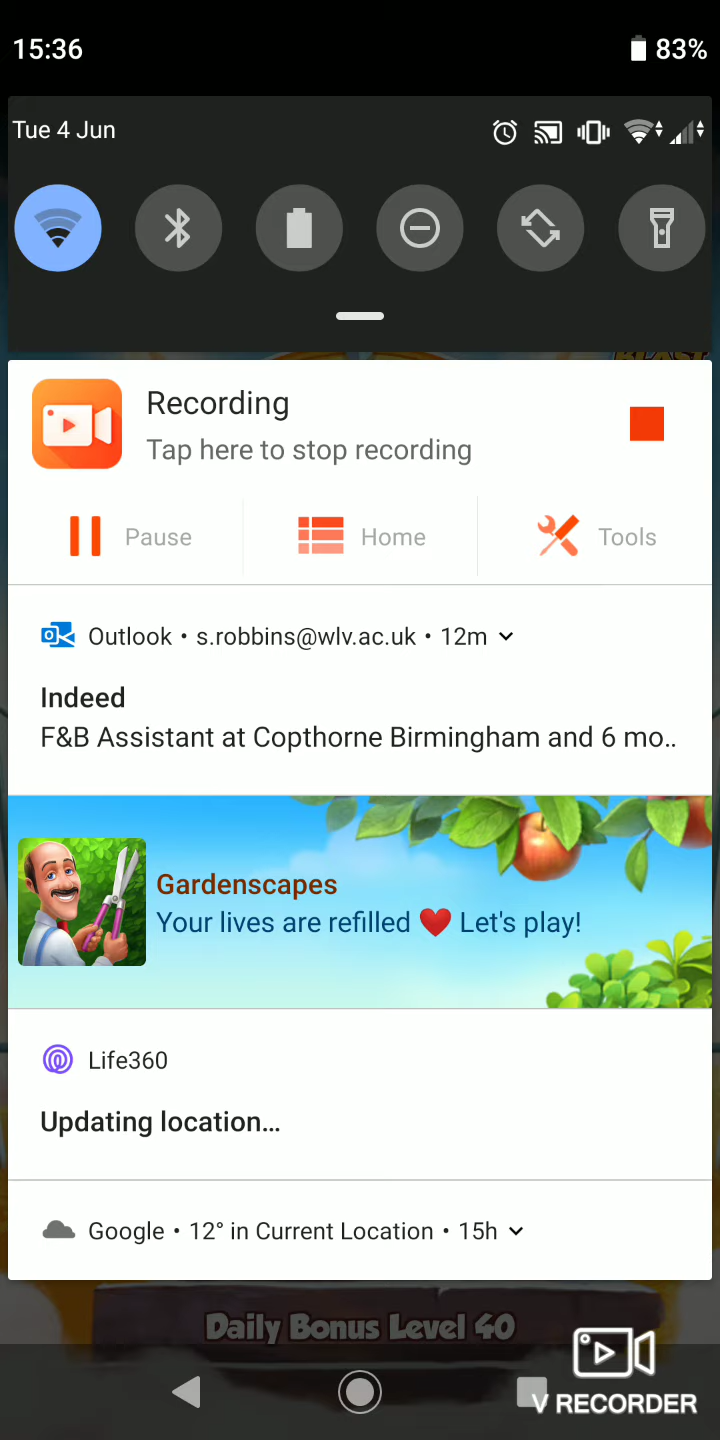 15:36 83%
Tue 4 Jun
Recording
Tap here to stop recording
Pause Home Tools
Outlook • s.robbins@wlv.ac.uk • 12m
Indeed
F&B Assistant at Copthorne Birmingham and 6 mo..
Gardenscapes
Your lives are refilled ❤️ Let's play!
Life360
Updating location...
Google • 12° in Current Location • 15h
Daily Bonus Level 40
V RECORDER